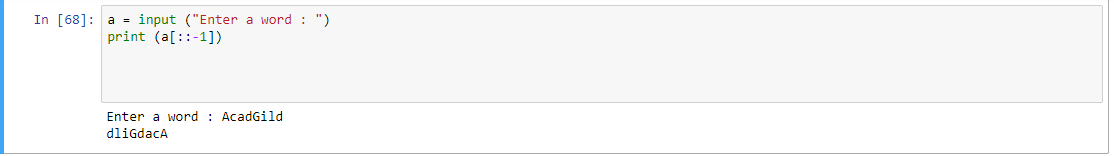 In [68]: a = input ("Enter a word : ")
print (a[::-1])
Enter a word : AcadGild
dliGdacA